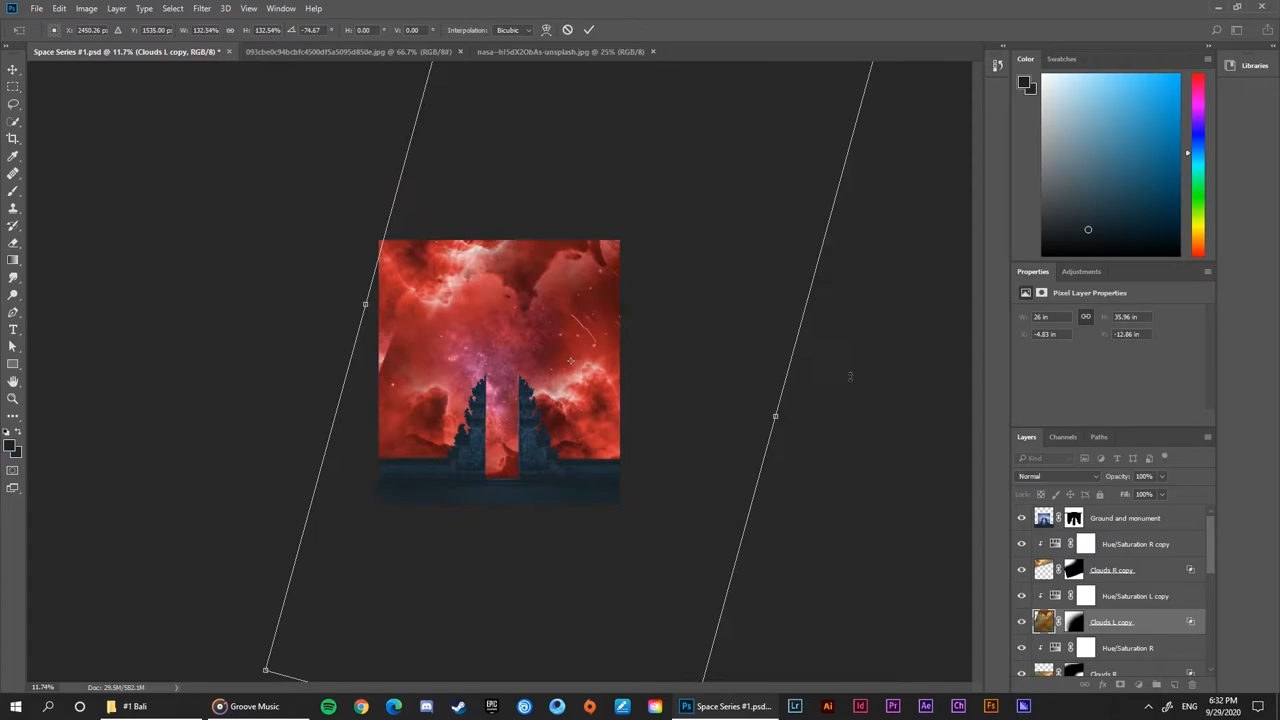 Ps File Edit Image Layer Type Select Filter 3D View Window Help
X: 2450.26 px Y: 1535.00 px W: 132.54% H: 132.54% -74.67 ° H: 0.00 ° V: 0.00 ° Interpolation: Bicubic
Space Series #1.psd @ 11.7% (Clouds L copy, RGB/8) * × 093cbe0c94bcbfc4500df5a5095d850e.jpg @ 66.7% (RGB/8#) × nasa--hI5dX2ObAs-unsplash.jpg @ 25% (RGB/8) ×
Color Swatches
Libraries
Properties Adjustments
Pixel Layer Properties
W: 26 in H: 35.96 in
X: -4.83 in Y: -12.86 in
Layers Channels Paths
Kind
Normal Opacity: 100%
Lock: Fill: 100%
Ground and monument
Hue/Saturation R copy
Clouds R copy
Hue/Saturation L copy
Clouds L copy
Hue/Saturation R
Clouds R
11.74% Doc: 29.5M/582.1M
#1 Bali Groove Music Space Series #1.psd... Ps Lr Ai Id Pr Ae Ch Fs ENG 6:32 PM
9/29/2020